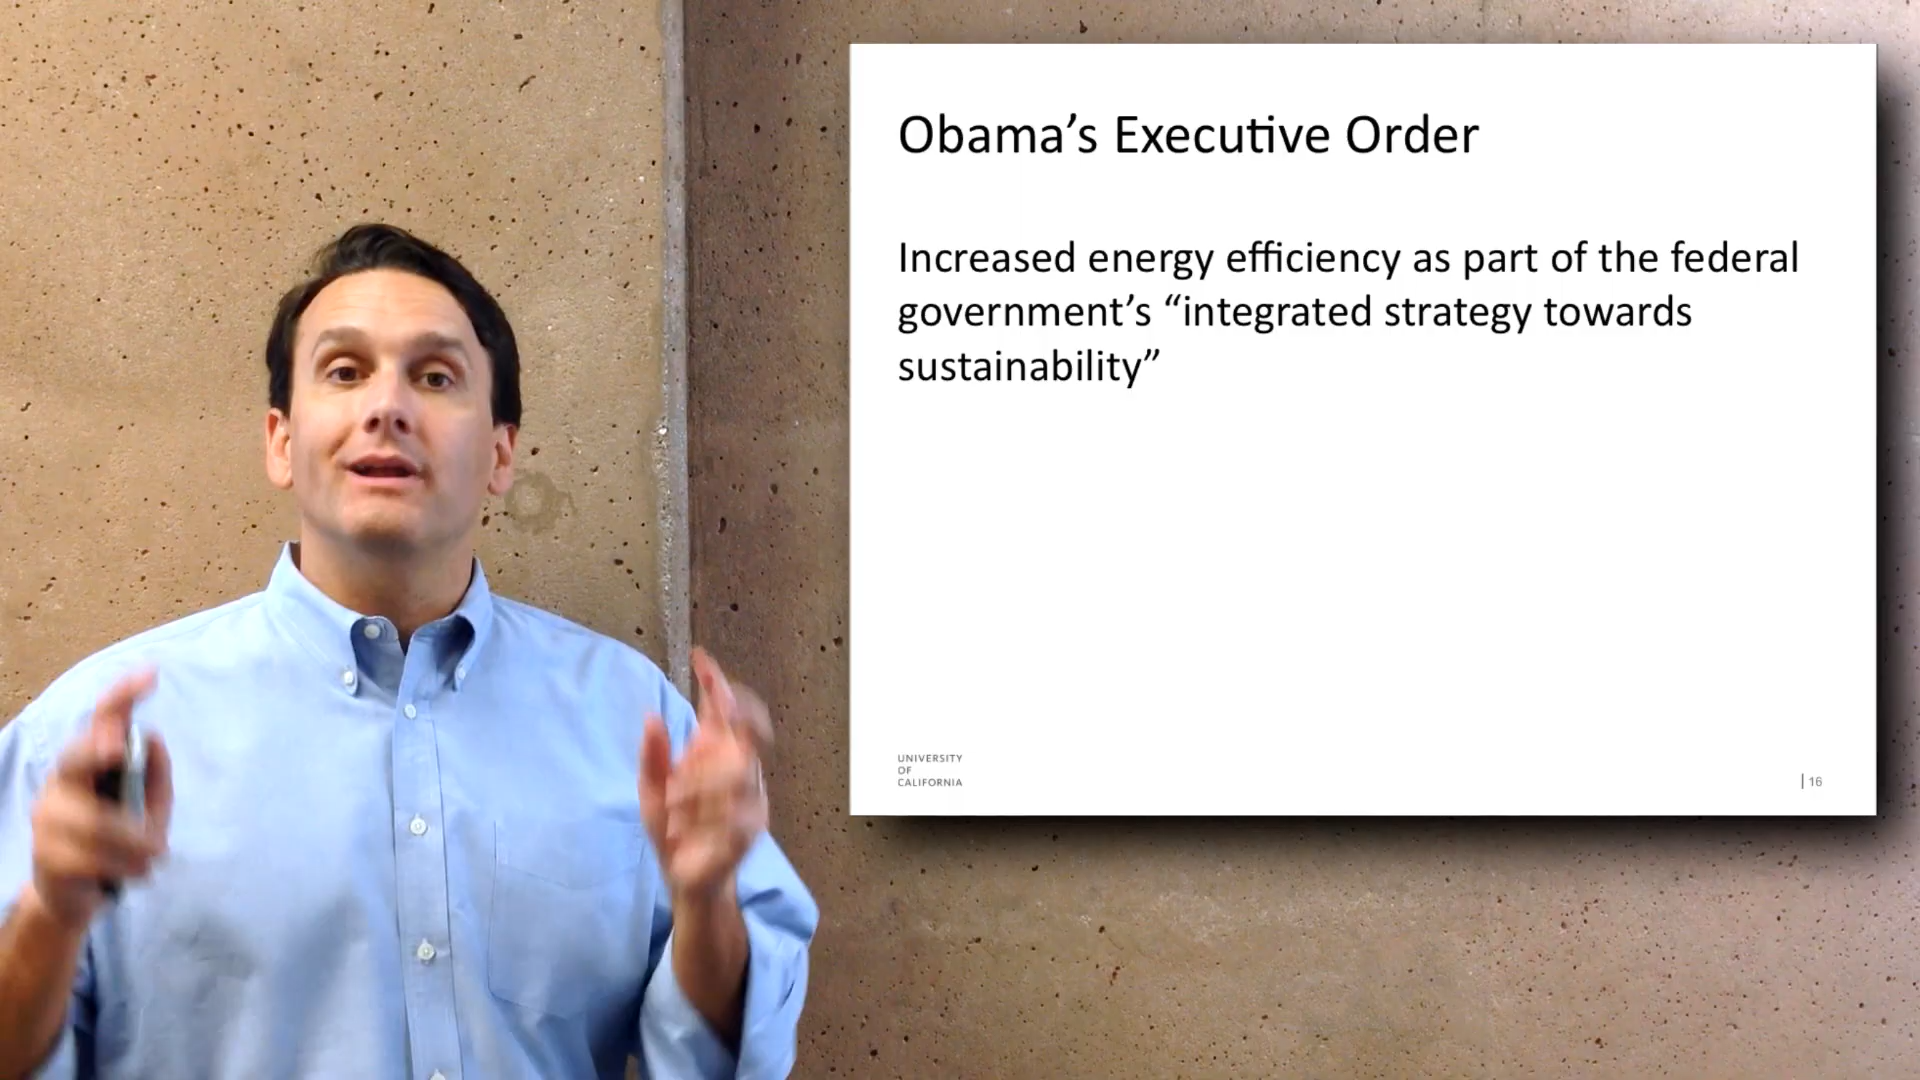 Obama’s Executive Order
Increased energy efficiency as part of the federal
government’s “integrated strategy towards
sustainability”
UNIVERSITY
OF
CALIFORNIA
| 16